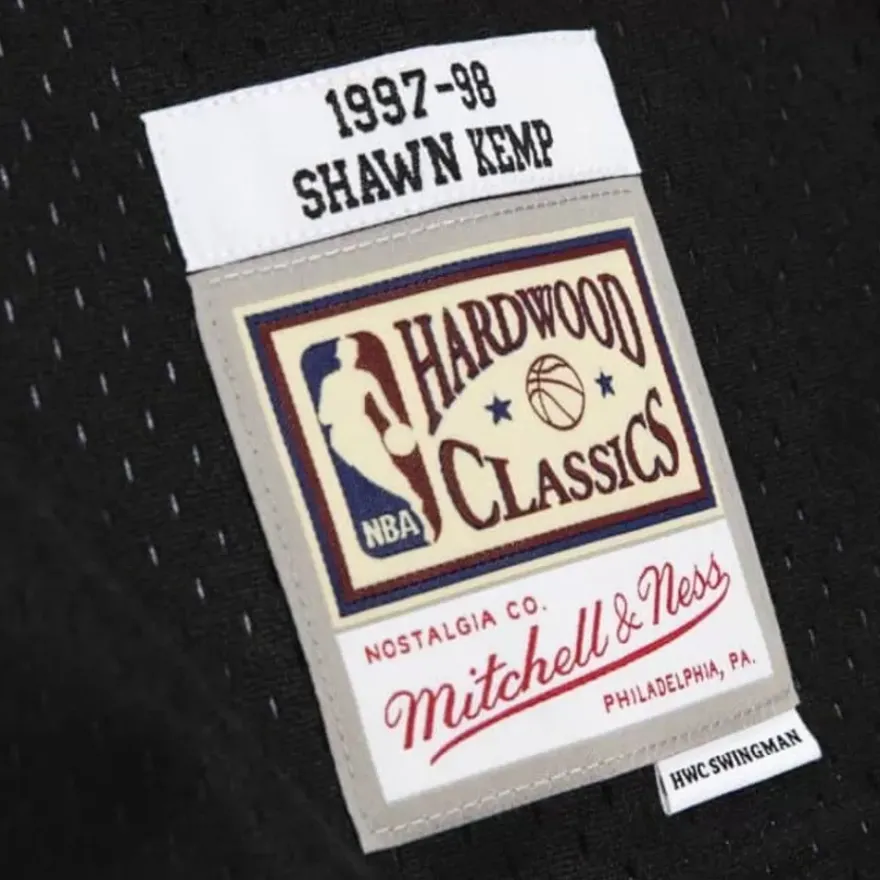 1997-98
SHAWN KEMP
HARDWOOD
CLASSICS
NBA
NOSTALGIA CO.
Mitchell & Ness
PHILADELPHIA, PA.
HWC SWINGMAN